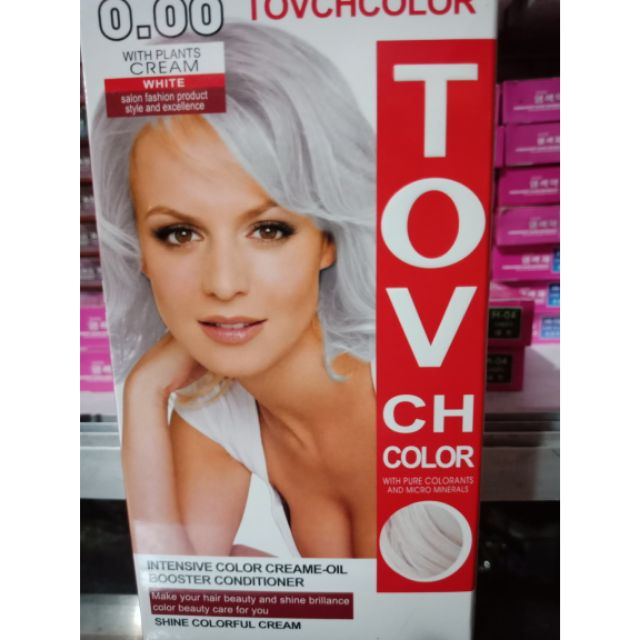 0.00
TOVCHCOLOR
WITH PLANTS
CREAM
WHITE
salon fashion product
style and excellence
TOV
CH
COLOR
WITH PURE COLORANTS
AND MICRO MINERALS
INTENSIVE COLOR CREAME-OIL
BOOSTER CONDITIONER
Make your hair beauty and shine brillance
color beauty care for you
SHINE COLORFUL CREAM
H-04